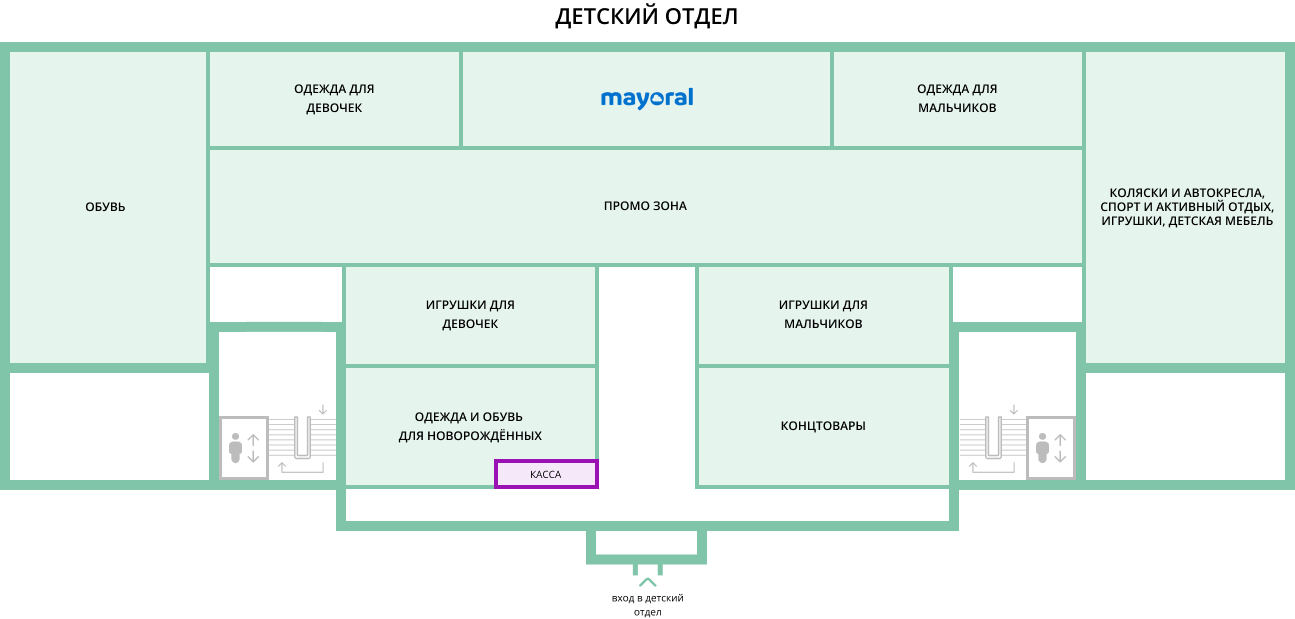 ДЕТСКИЙ ОТДЕЛ
ОДЕЖДА ДЛЯ
ДЕВОЧЕК
mayoral
ОДЕЖДА ДЛЯ
МАЛЬЧИКОВ
ОБУВЬ
ПРОМО ЗОНА
КОЛЯСКИ И АВТОКРЕСЛА,
СПОРТ И АКТИВНЫЙ ОТДЫХ,
ИГРУШКИ, ДЕТСКАЯ МЕБЕЛЬ
ИГРУШКИ ДЛЯ
ДЕВОЧЕК
ИГРУШКИ ДЛЯ
МАЛЬЧИКОВ
ОДЕЖДА И ОБУВЬ
ДЛЯ НОВОРОЖДЁННЫХ
КОНЦТОВАРЫ
КАССА
вход в детский
отдел